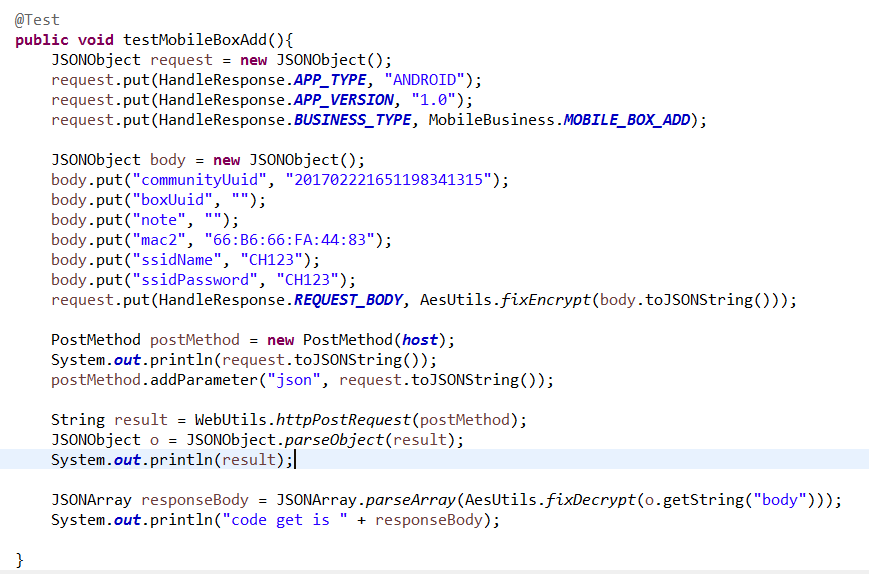 @Test
public void testMobileBoxAdd(){
JSONObject request = new JSONObject();
request.put(HandleResponse.APP_TYPE, "ANDROID");
request.put(HandleResponse.APP_VERSION, "1.0");
request.put(HandleResponse.BUSINESS_TYPE, MobileBusiness.MOBILE_BOX_ADD);
JSONObject body = new JSONObject();
body.put("communityUuid", "201702221651198341315");
body.put("boxUuid", "");
body.put("note", "");
body.put("mac2", "66:B6:66:FA:44:83");
body.put("ssidName", "CH123");
body.put("ssidPassword", "CH123");
request.put(HandleResponse.REQUEST_BODY, AesUtils.fixEncrypt(body.toJSONString()));
PostMethod postMethod = new PostMethod(host);
System.out.println(request.toJSONString());
postMethod.addParameter("json", request.toJSONString());
String result = WebUtils.httpPostRequest(postMethod);
JSONObject o = JSONObject.parseObject(result);
System.out.println(result);
JSONArray responseBody = JSONArray.parseArray(AesUtils.fixDecrypt(o.getString("body")));
System.out.println("code get is " + responseBody);
}